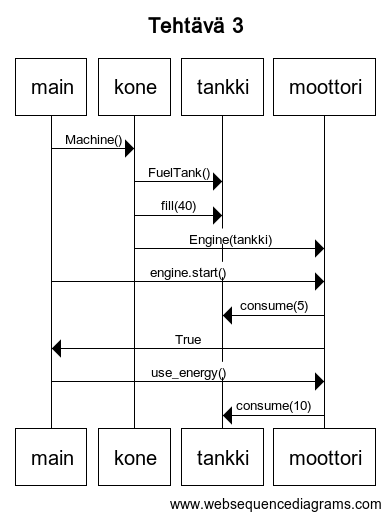 Tehtävä 3
main kone tankki moottori
Machine()
FuelTank()
fill(40)
Engine(tankki)
engine.start()
consume(5)
True
use_energy()
consume(10)
main kone tankki moottori
www.websequencediagrams.com